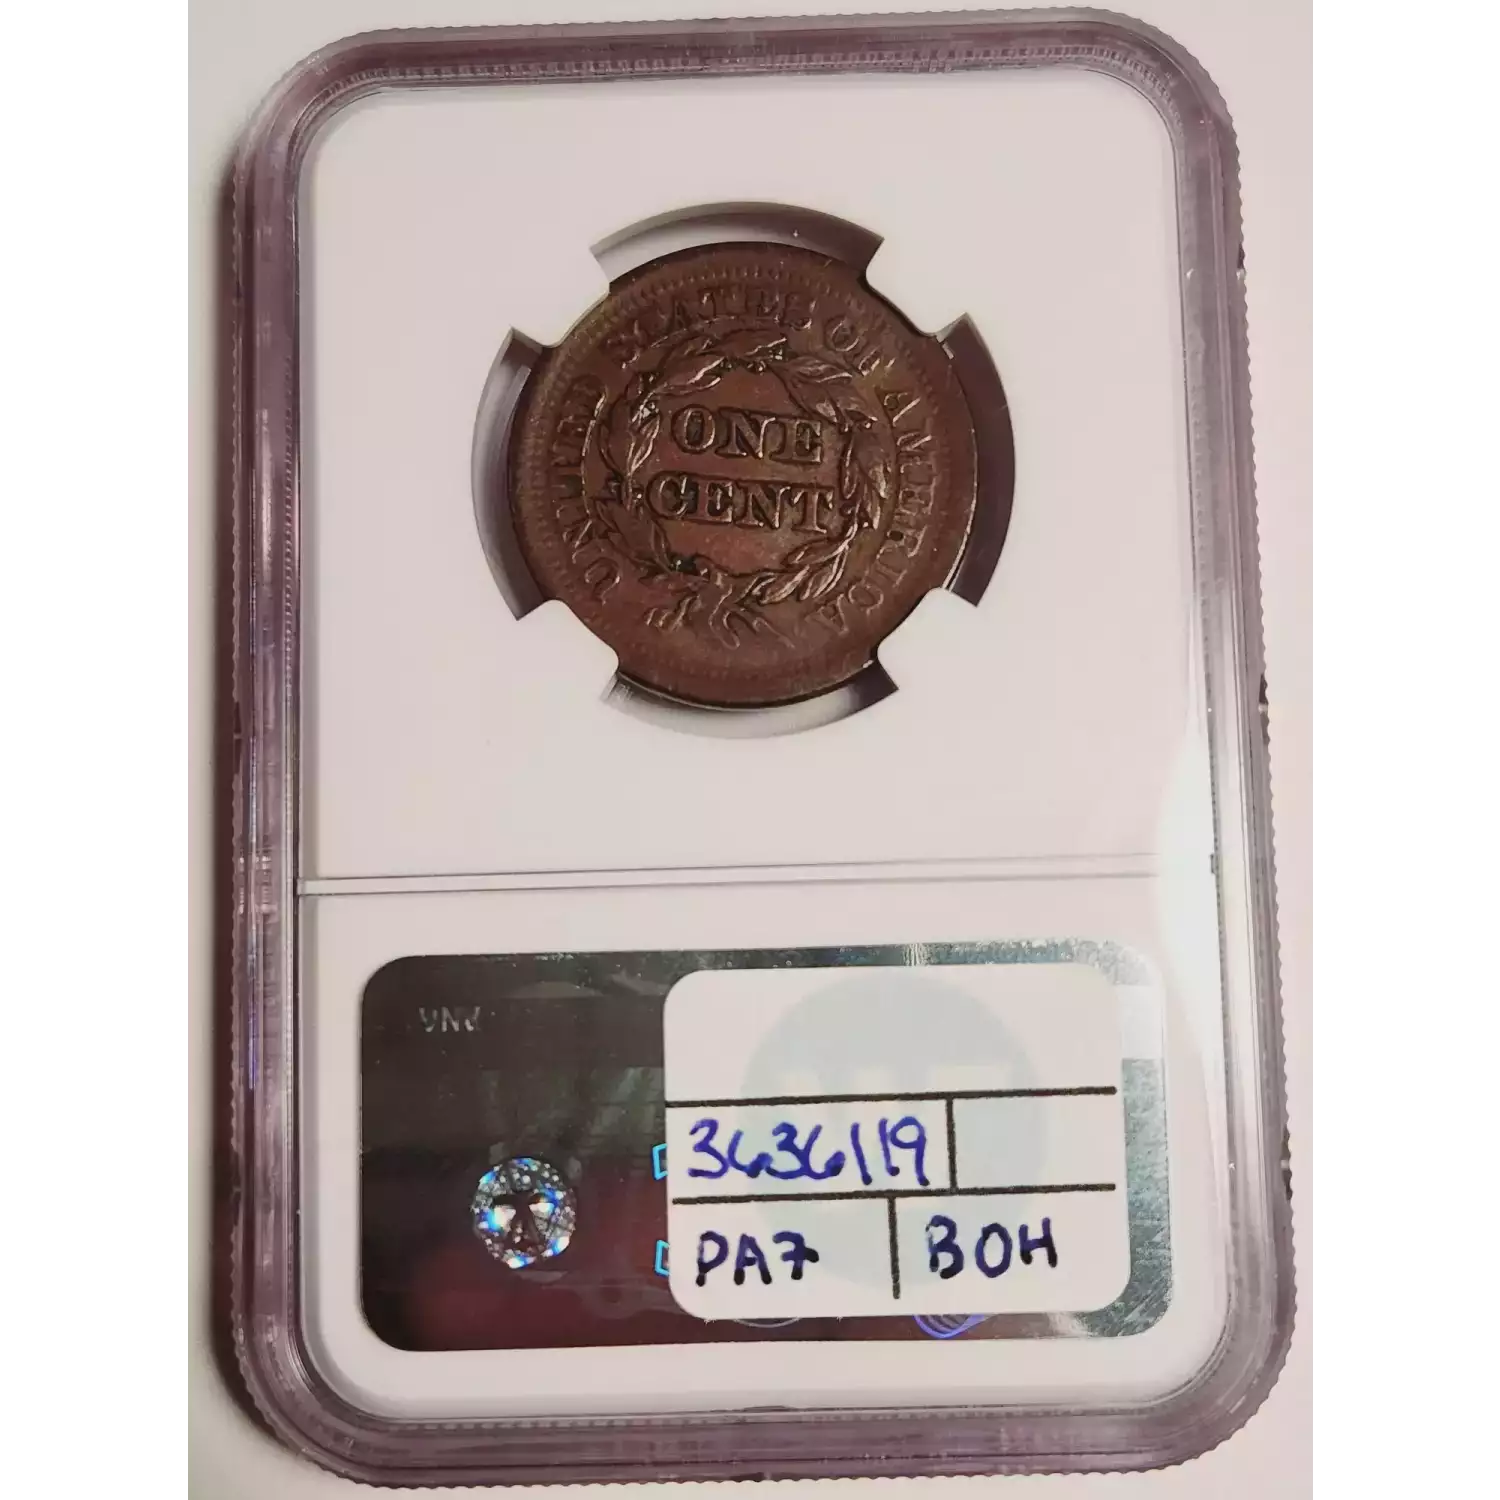 UNITED STATES OF AMERICA
ONE
CENT
3636119
PA7 BOH